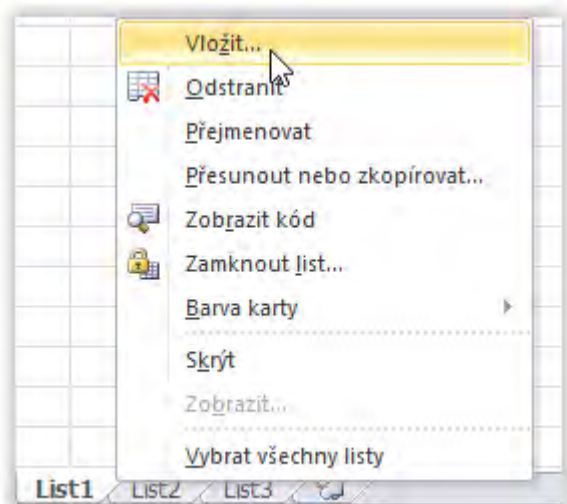 Vložit...
Odstranit
Přejmenovat
Přesunout nebo zkopírovat...
Zobrazit kód
Zamknout list...
Barva karty
Skrýt
Zobrazit...
Vybrat všechny listy
List1 List2 List3